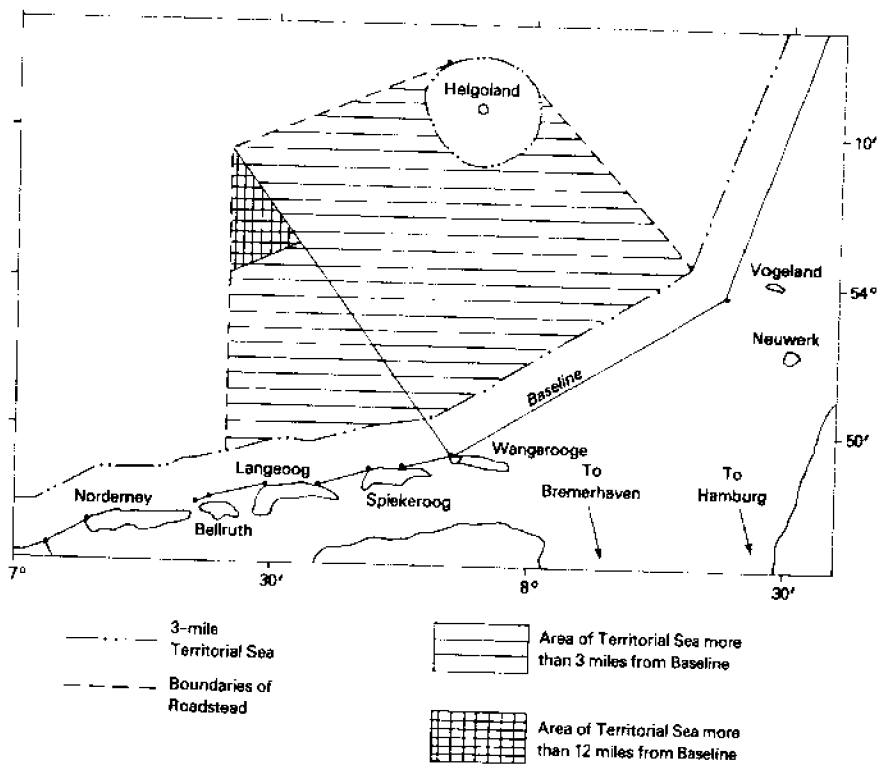 Helgoland
10′
Vogeland
54°
Neuwerk
Baseline
50′
Wangerooge
Langeoog
To
Bremerhaven
To
Hamburg
Norderney
Spiekeroog
Bellruth
7°
30′
8°
30′
3-mile
Territorial Sea
Boundaries of
Roadstead
Area of Territorial Sea more
than 3 miles from Baseline
Area of Territorial Sea more
than 12 miles from Baseline